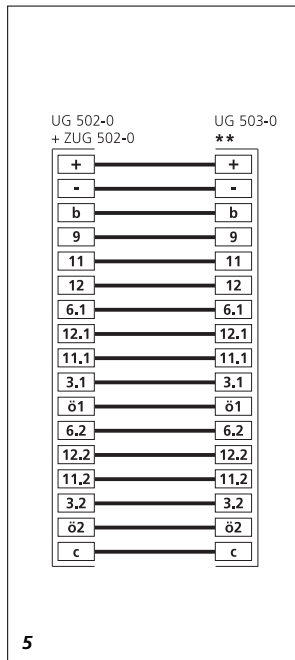 UG 502-0 UG 503-0
+ ZUG 502-0 **
+ +
- -
b b
9 9
11 11
12 12
6.1 6.1
12.1 12.1
11.1 11.1
3.1 3.1
ö1 ö1
6.2 6.2
12.2 12.2
11.2 11.2
3.2 3.2
ö2 ö2
c c
5